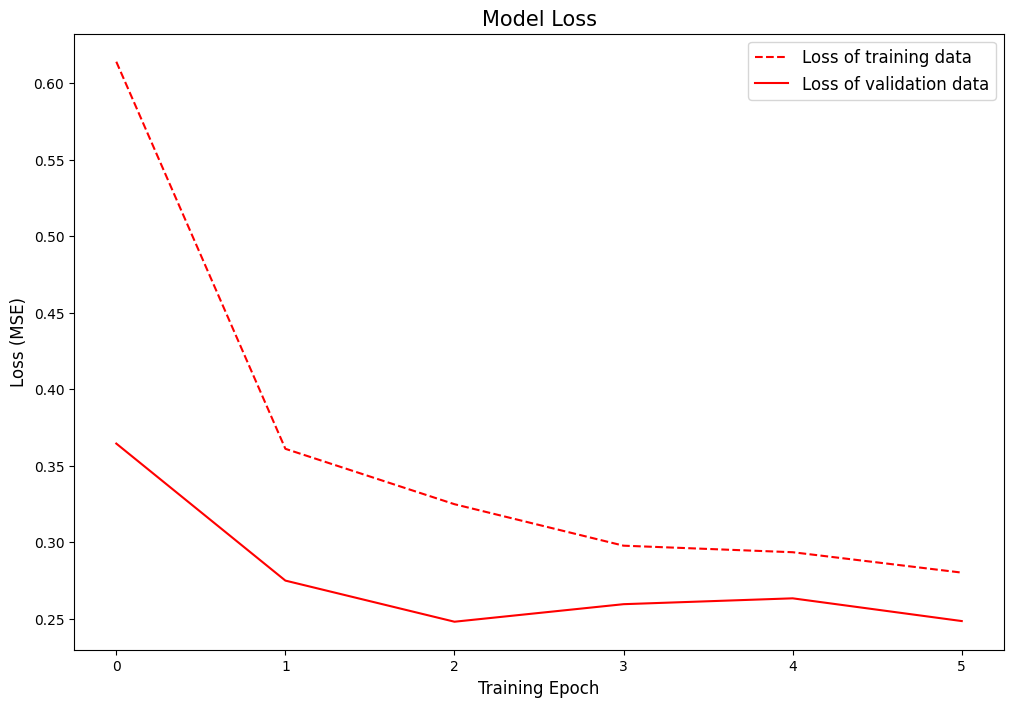 Model Loss
Loss of training data
Loss of validation data
0.60
0.55
0.50
0.45
0.40
0.35
0.30
0.25
Loss (MSE)
0 1 2 3 4 5
Training Epoch